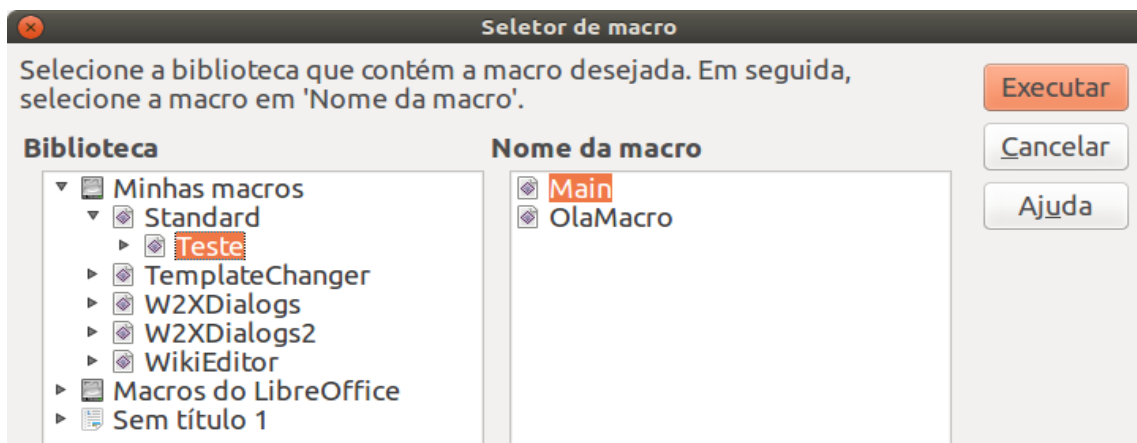 Seletor de macro
Selecione a biblioteca que contém a macro desejada. Em seguida,
selecione a macro em 'Nome da macro'.
Executar
Cancelar
Ajuda
Biblioteca
Minhas macros
Standard
Teste
TemplateChanger
W2XDialogs
W2XDialogs2
WikiEditor
Macros do LibreOffice
Sem título 1
Nome da macro
Main
OlaMacro